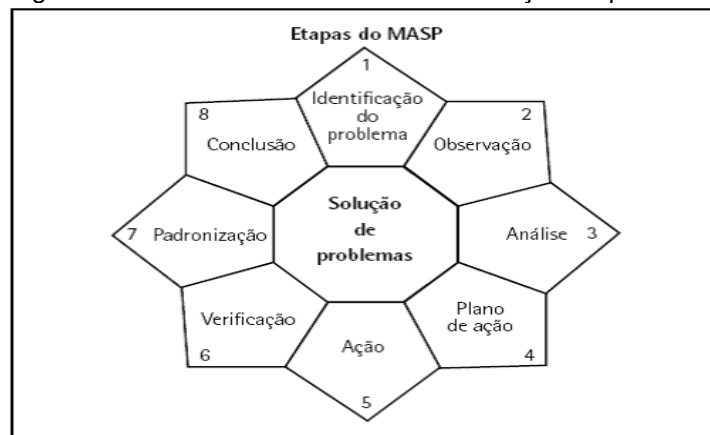 Etapas do MASP
1
Identificação
do
problema
8
Conclusão
2
Observação
7 Padronização
Solução
de
problemas
Análise 3
Verificação
6
Ação
5
Plano
de ação
4